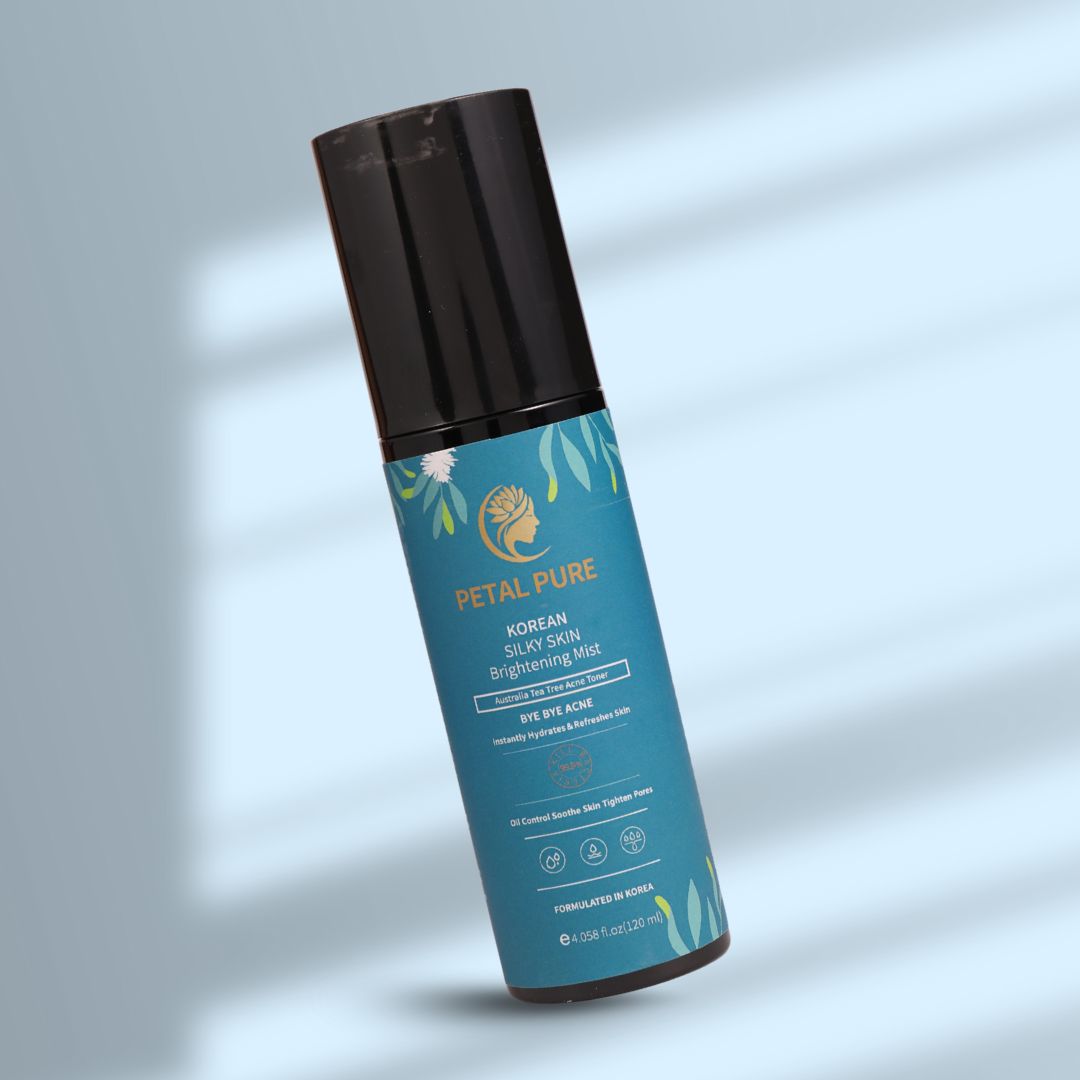 PETAL PURE
KOREAN
SILKY SKIN
Brightening Mist
Australia Tea Tree Acne Toner
BYE BYE ACNE
Instantly Hydrates & Refreshes Skin
Oil Control Soothe Skin Tighten Pores
FORMULATED IN KOREA
e 4.058 fl.oz(120 ml)